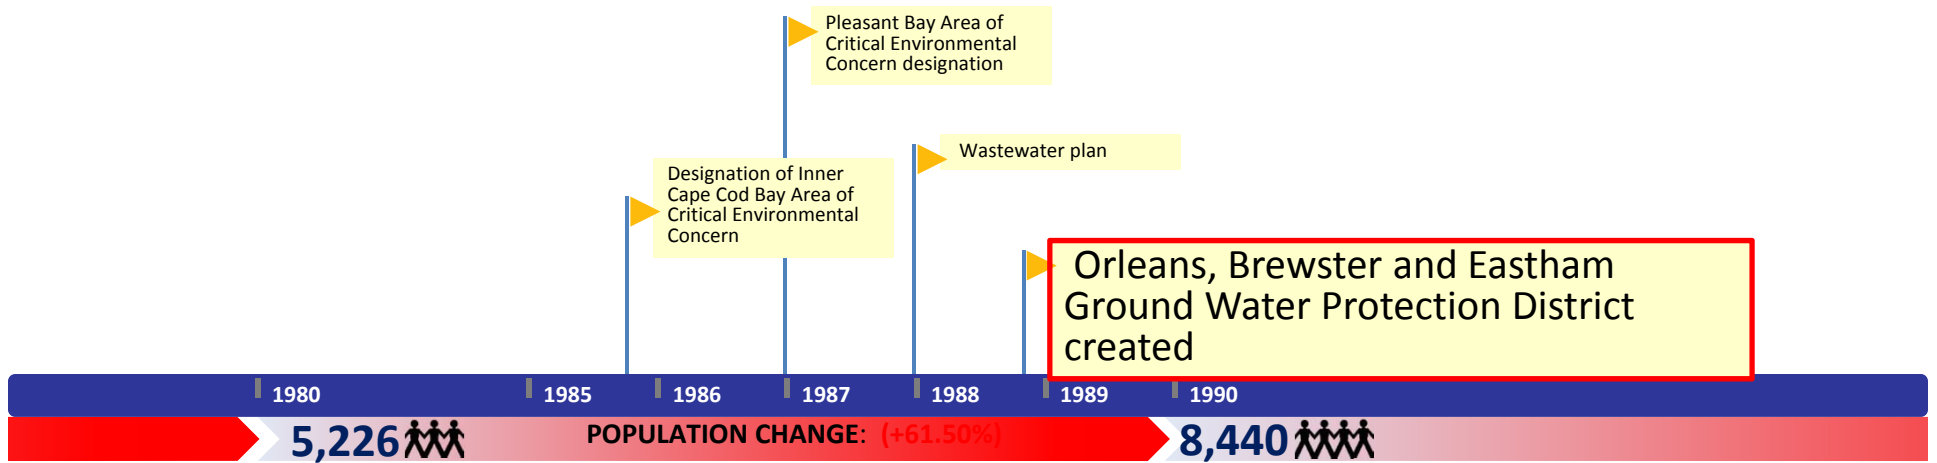 Pleasant Bay Area of
Critical Environmental
Concern designation
Wastewater plan
Designation of Inner
Cape Cod Bay Area of
Critical Environmental
Concern
Orleans, Brewster and Eastham
Ground Water Protection District
created
1980 1985 1986 1987 1988 1989 1990
5,226 POPULATION CHANGE: (+61.50%) 8,440